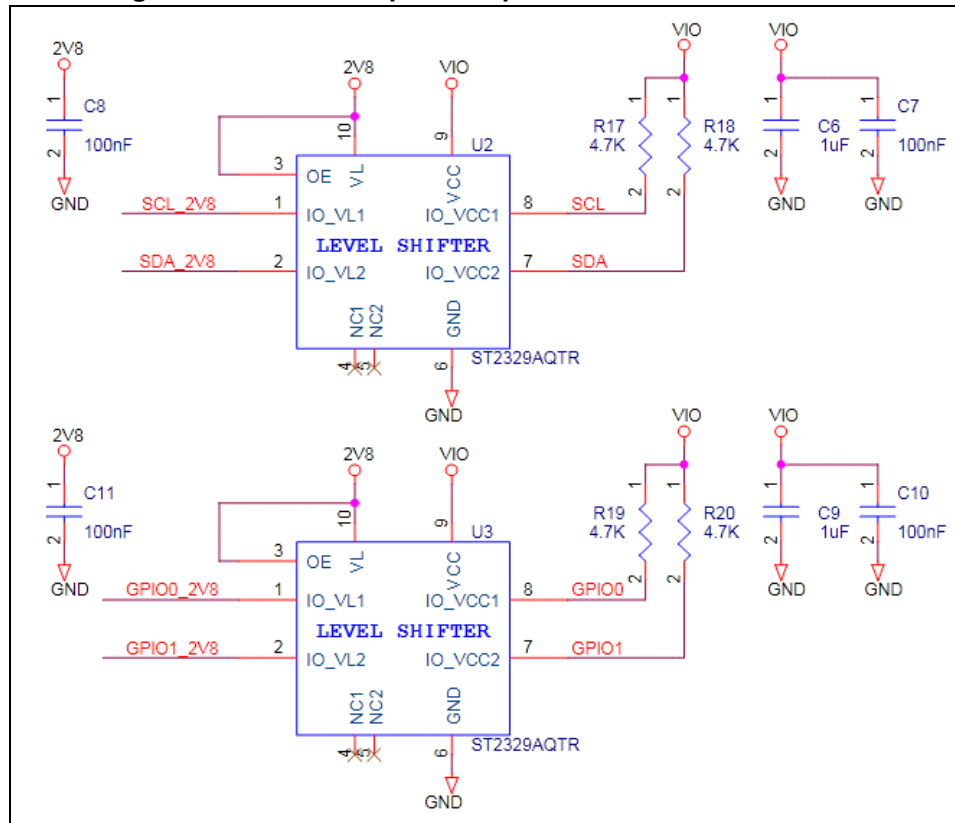 2V8
1
C8
100nF
2
GND
2V8
VIO
10
9
U2
3
OE
VL
VCC
SCL_2V8
1
IO_VL1
IO_VCC1
8
SCL
LEVEL SHIFTER
SDA_2V8
2
IO_VL2
IO_VCC2
7
SDA
NC1
NC2
GND
4
5
6
ST2329AQTR
GND
VIO
1
1
R17
4.7K
R18
4.7K
2
2
VIO
1
1
C6
1uF
C7
100nF
2
2
GND
GND
2V8
1
C11
100nF
2
GND
2V8
VIO
10
9
U3
3
OE
VL
VCC
GPIO0_2V8
1
IO_VL1
IO_VCC1
8
GPIO0
LEVEL SHIFTER
GPIO1_2V8
2
IO_VL2
IO_VCC2
7
GPIO1
NC1
NC2
GND
4
5
6
ST2329AQTR
GND
VIO
1
1
R19
4.7K
R20
4.7K
2
2
VIO
1
1
C9
1uF
C10
100nF
2
2
GND
GND